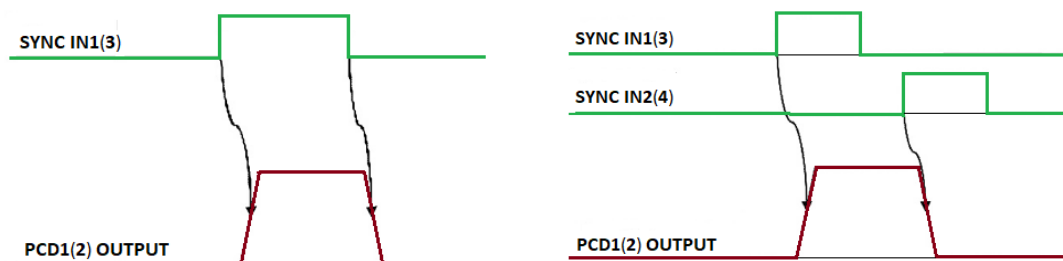 SYNC IN1(3)
PCD1(2) OUTPUT
SYNC IN1(3)
SYNC IN2(4)
PCD1(2) OUTPUT